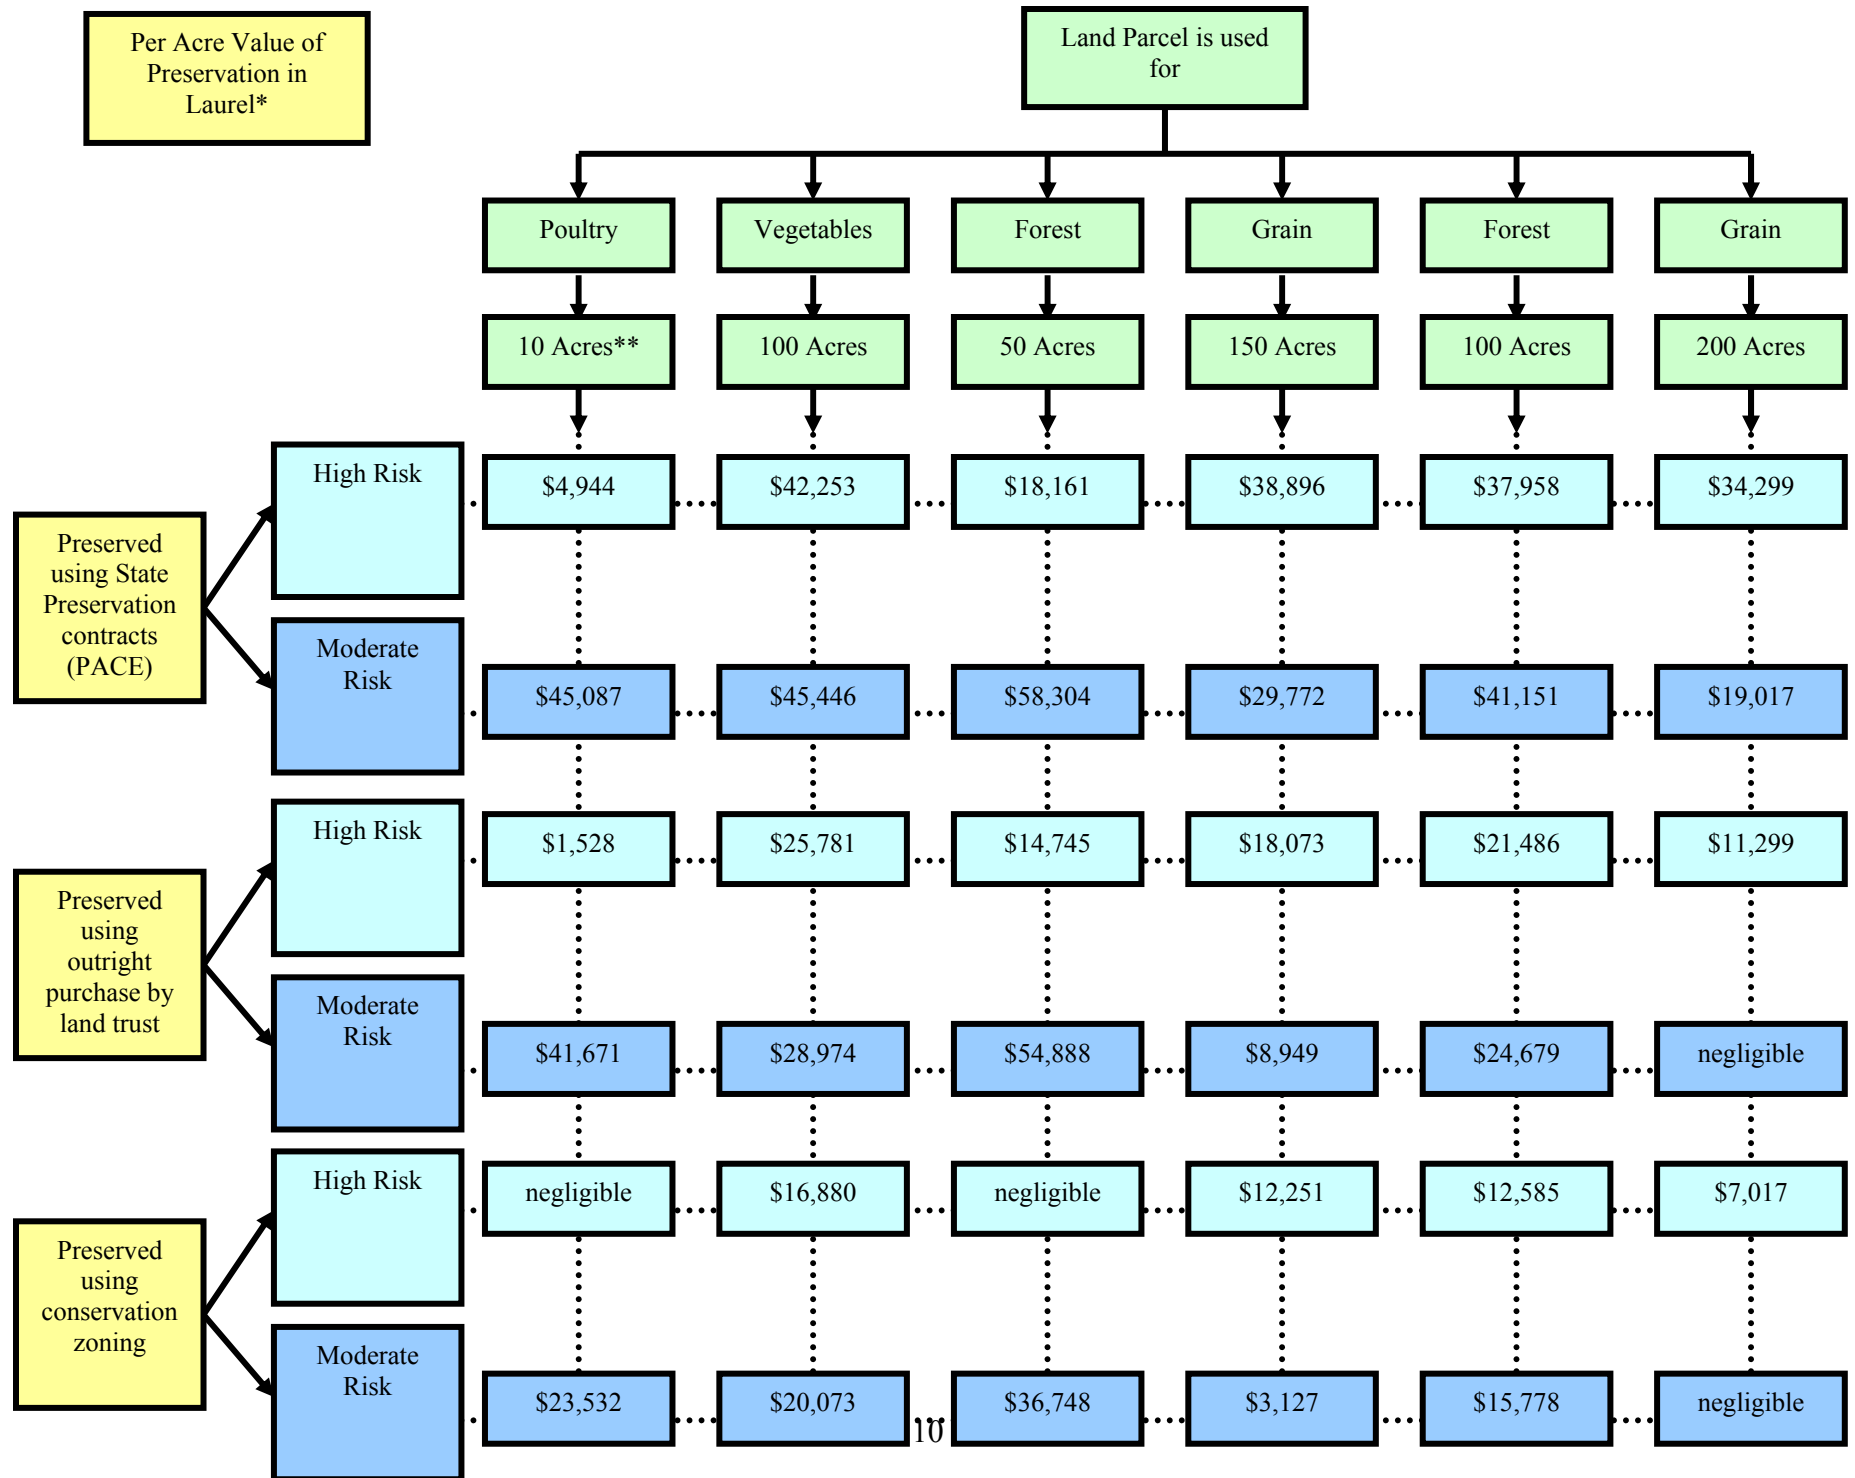 Per Acre Value of
Preservation in
Laurel*
Land Parcel is used
for
Poultry
Vegetables
Forest
Grain
Forest
Grain
10 Acres**
100 Acres
50 Acres
150 Acres
100 Acres
200 Acres
Preserved
using State
Preservation
contracts
(PACE)
High Risk
$4,944
$42,253
$18,161
$38,896
$37,958
$34,299
Moderate
Risk
$45,087
$45,446
$58,304
$29,772
$41,151
$19,017
Preserved
using
outright
purchase by
land trust
High Risk
$1,528
$25,781
$14,745
$18,073
$21,486
$11,299
Moderate
Risk
$41,671
$28,974
$54,888
$8,949
$24,679
negligible
Preserved
using
conservation
zoning
High Risk
negligible
$16,880
negligible
$12,251
$12,585
$7,017
Moderate
Risk
$23,532
$20,073
$36,748
$3,127
$15,778
negligible
10